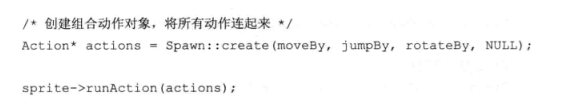 /* 创建组合动作对象，将所有动作连起来 */
Action* actions = Spawn::create(moveBy, jumpBy, rotateBy, NULL);
sprite->runAction(actions);